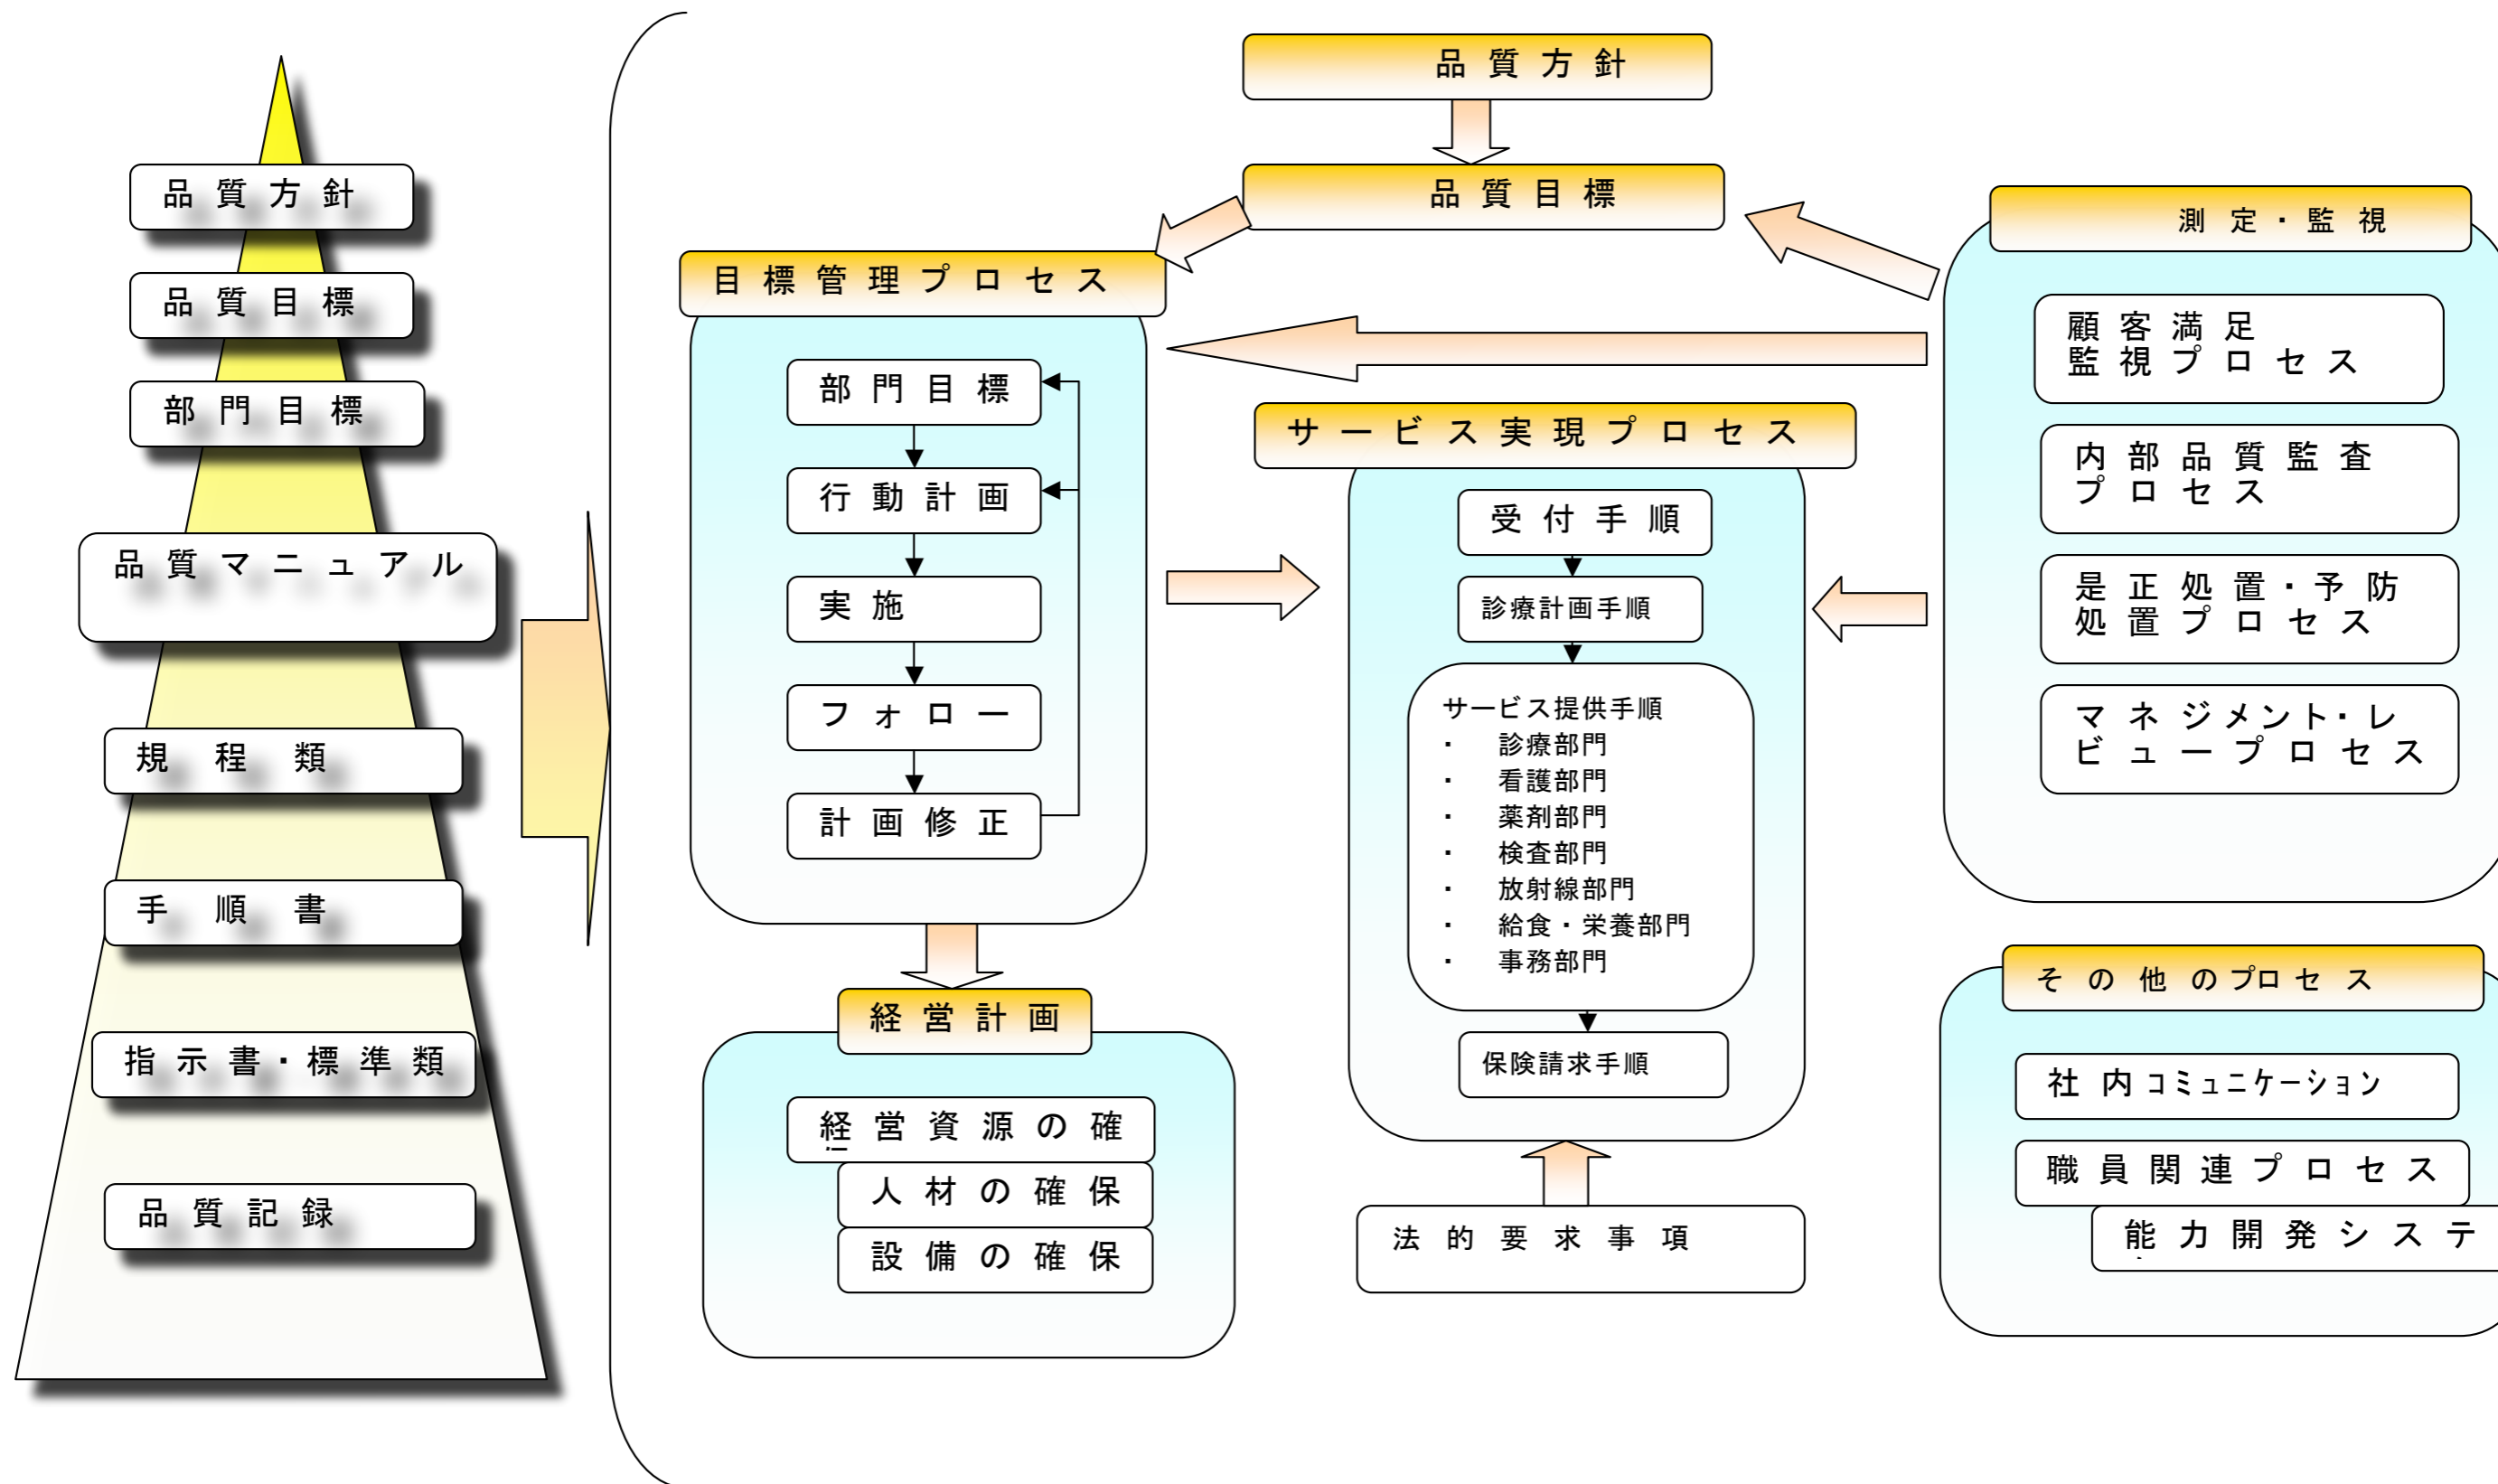 品質方針
品質目標
部門目標
品質マニュアル
規程類
手順書
指示書・標準類
品質記録
品質方針
品質目標
目標管理プロセス
部門目標
行動計画
実施
フォロー
計画修正
経営計画
経営資源の確
人材の確保
設備の確保
サービス実現プロセス
受付手順
診療計画手順
サービス提供手順
・ 診療部門
・ 看護部門
・ 薬剤部門
・ 検査部門
・ 放射線部門
・ 給食・栄養部門
・ 事務部門
保険請求手順
法的要求事項
測定・監視
顧客満足
監視プロセス
内部品質監査
プロセス
是正処置・予防
処置プロセス
マネジメント・レ
ビュープロセス
その他のプロセス
社内コミュニケーション
職員関連プロセス
能力開発システ